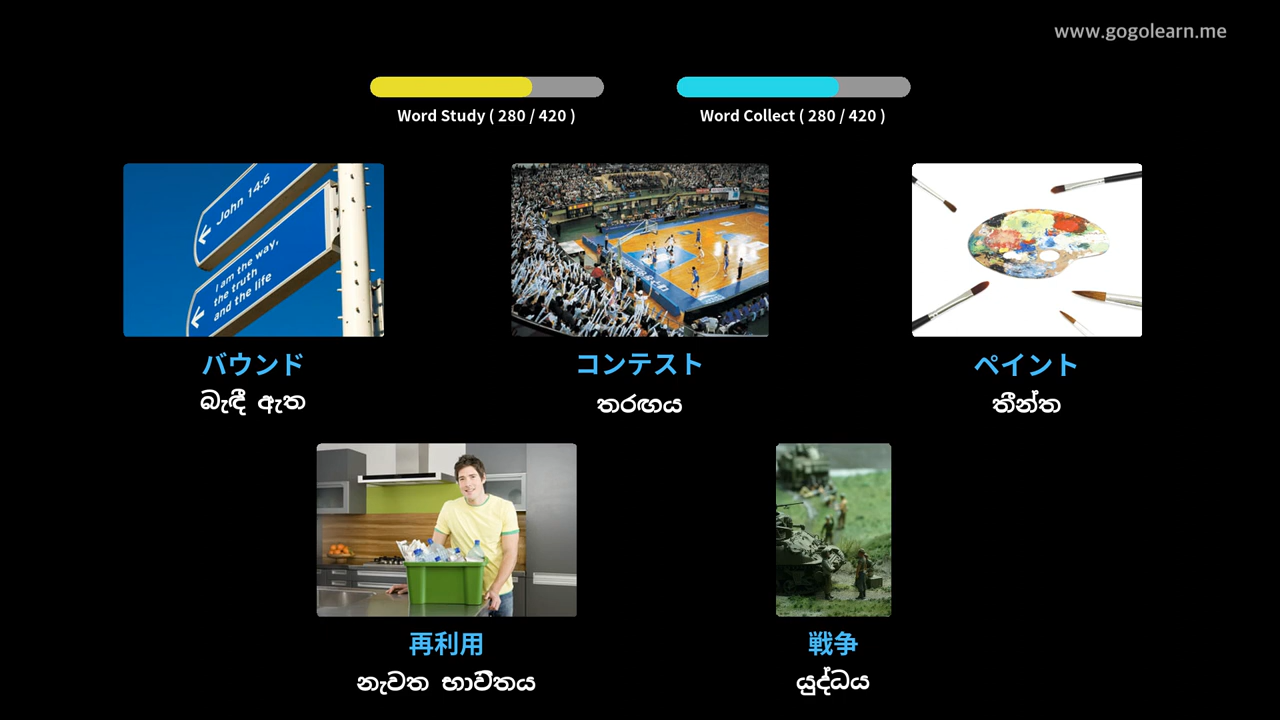 www.gogolearn.me
Word Study ( 280 / 420 )
Word Collect ( 280 / 420 )
John 14:6
I am the way,
the truth
and the life
バウンド
コンテスト
ペイント
බැඳී ඇත
තරඟය
තීන්ත
再利用
戦争
නැවත භාවිතය
යුද්ධය